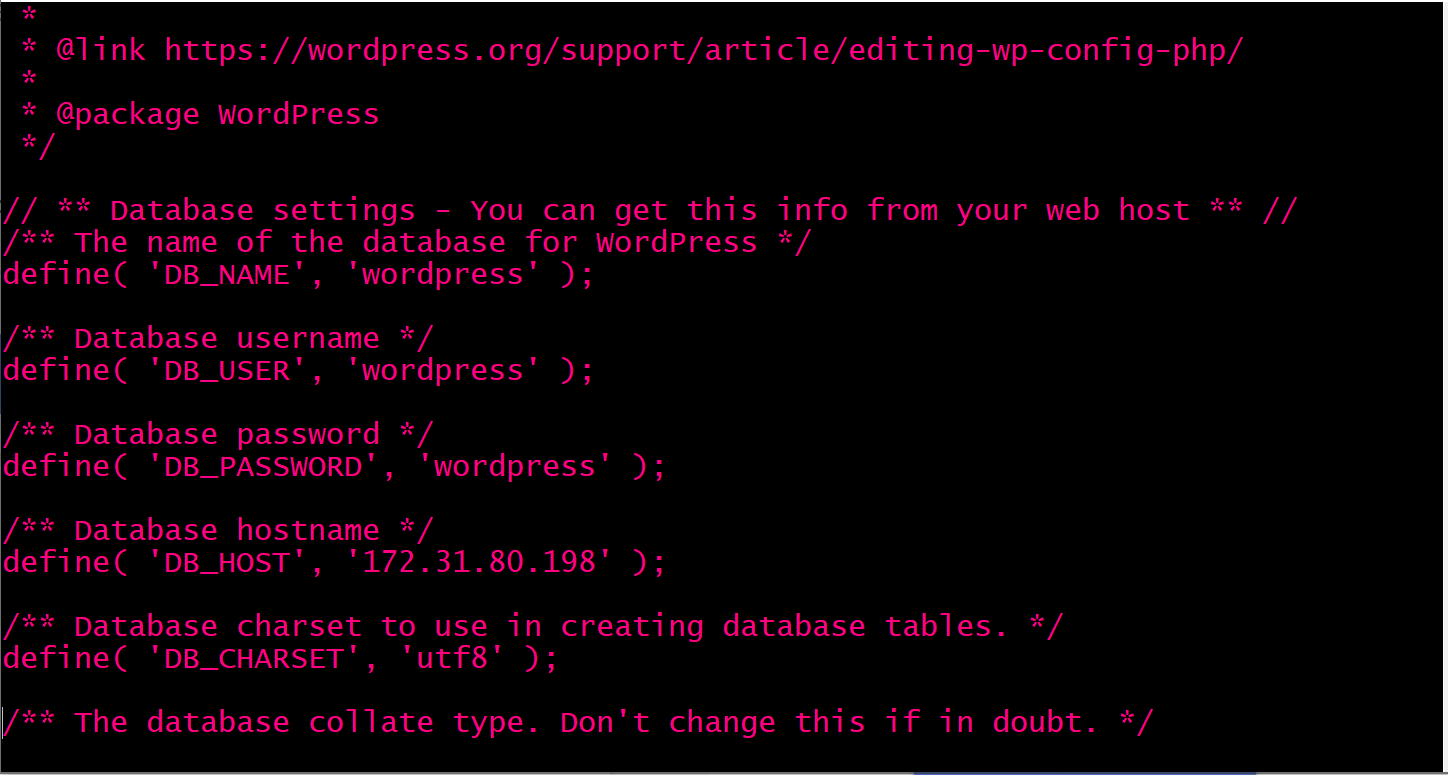 *
* @link https://wordpress.org/support/article/editing-wp-config-php/
*
* @package WordPress
*/
// ** Database settings - You can get this info from your web host ** //
/** The name of the database for WordPress */
define( 'DB_NAME', 'wordpress' );
/** Database username */
define( 'DB_USER', 'wordpress' );
/** Database password */
define( 'DB_PASSWORD', 'wordpress' );
/** Database hostname */
define( 'DB_HOST', '172.31.80.198' );
/** Database charset to use in creating database tables. */
define( 'DB_CHARSET', 'utf8' );
/** The database collate type. Don't change this if in doubt. */